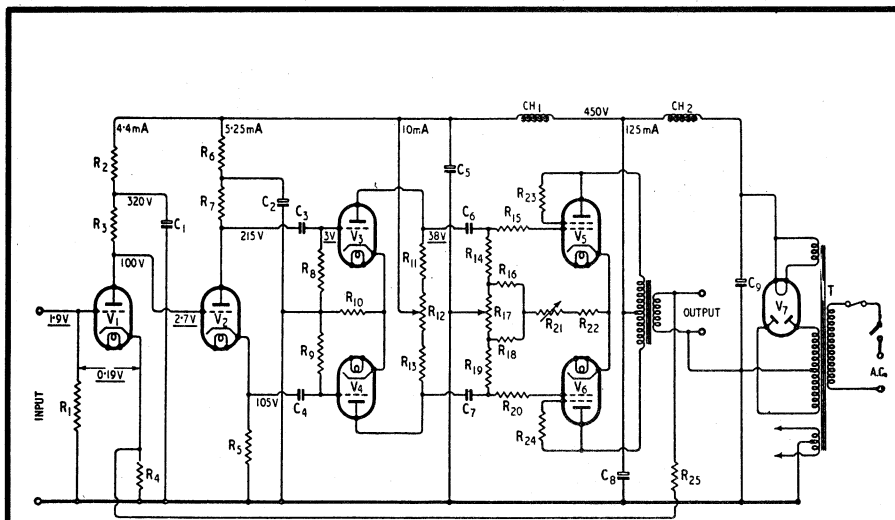 CH₁ 450V CH₂
4.4mA 5.25mA 10mA 125mA
R₂ R₆ C₅ R₂₃
320V C₁ R₇ C₂ C₃ V₃ C₆ R₁₅ V₅
3V 38V
215V R₁₁ R₁₄
100V R₈ R₁₆ C₉ V₇ T
V₁ V₂ R₁₀ R₁₂ R₁₇ R₂₁ R₂₂ OUTPUT
1.9V 2.7V
R₉ R₁₃ R₁₈ A.C.
0.19V V₄ R₁₉ V₆
INPUT R₁ 105V C₄ C₇ R₂₀
R₅ R₂₄
R₄ C₈ R₂₅